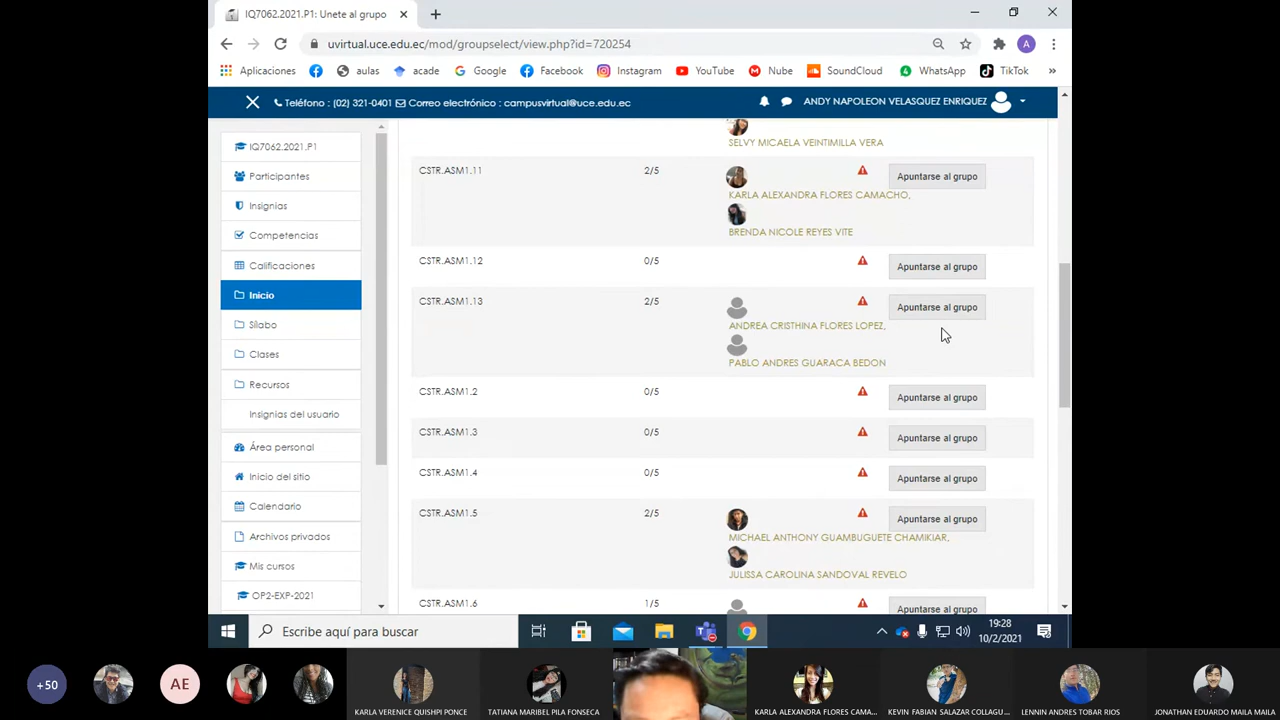 IQ7062.2021.P1: Unete al grupo
uvirtual.uce.edu.ec/mod/groupselect/view.php?id=720254
A
Aplicaciones aulas acade Google Facebook Instagram YouTube Nube SoundCloud WhatsApp TikTok »
Teléfono : (02) 321-0401 Correo electrónico : campusvirtual@uce.edu.ec ANDY NAPOLEON VELASQUEZ ENRIQUEZ
IQ7062.2021.P1
Participantes
Insignias
Competencias
Calificaciones
Inicio
Sílabo
Clases
Recursos
Insignias del usuario
Área personal
Inicio del sitio
Calendario
Archivos privados
Mis cursos
OP2-EXP-2021
SELVY MICAELA VEINTIMILLA VERA
CSTR.ASM1.11 2/5 Apuntarse al grupo
KARLA ALEXANDRA FLORES CAMACHO,
BRENDA NICOLE REYES VITE
CSTR.ASM1.12 0/5 Apuntarse al grupo
CSTR.ASM1.13 2/5 Apuntarse al grupo
ANDREA CRISTHINA FLORES LOPEZ,
PABLO ANDRES GUARACA BEDON
CSTR.ASM1.2 0/5 Apuntarse al grupo
CSTR.ASM1.3 0/5 Apuntarse al grupo
CSTR.ASM1.4 0/5 Apuntarse al grupo
CSTR.ASM1.5 2/5 Apuntarse al grupo
MICHAEL ANTHONY GUAMBUGUETE CHAMIKIAR,
JULISSA CAROLINA SANDOVAL REVELO
CSTR.ASM1.6 1/5 Apuntarse al grupo
Escribe aquí para buscar
19:28
10/2/2021
+50
AE
KARLA VERENICE QUISHPI PONCE
TATIANA MARIBEL PILA FONSECA
KARLA ALEXANDRA FLORES CAMA...
KEVIN FABIAN SALAZAR COLLAGU...
LENNIN ANDRES TOBAR RIOS
JONATHAN EDUARDO MAILA MAILA